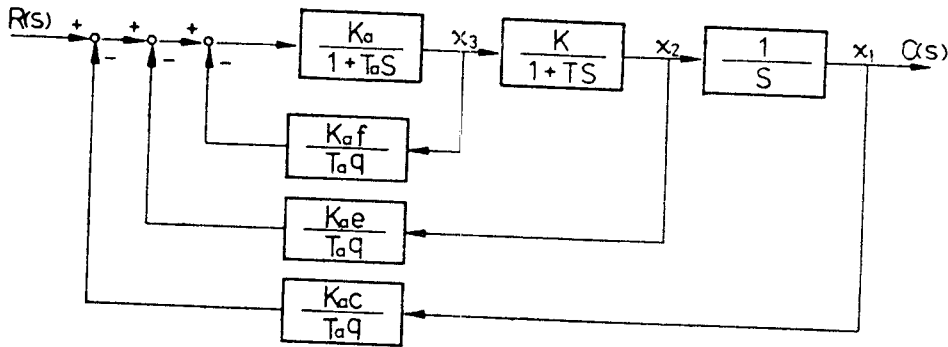 R(S)
+
+
+
-
-
-
Ka
1+TaS
x3
K
1+TS
x2
1
S
x1
C(S)
Kaf
Taq
Kae
Taq
Kac
Taq